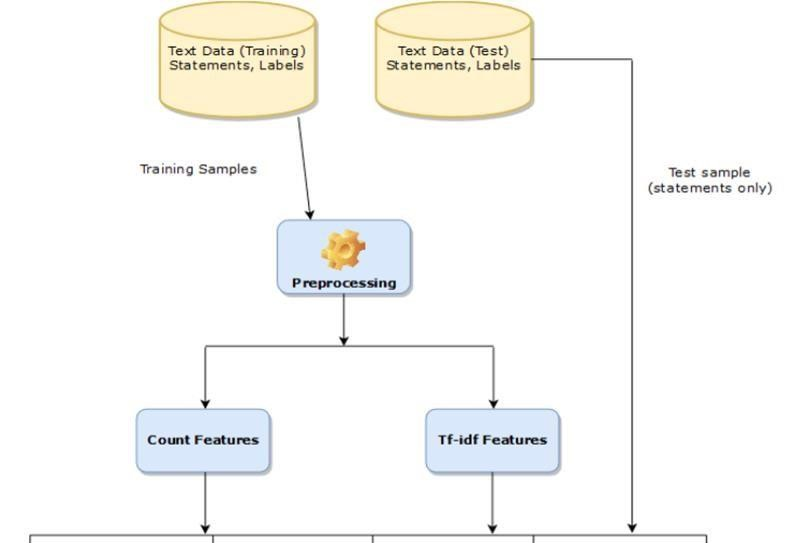 Text Data (Training)
Statements, Labels
Text Data (Test)
Statements, Labels
Training Samples
Test sample
(statements only)
Preprocessing
Count Features
Tf-idf Features